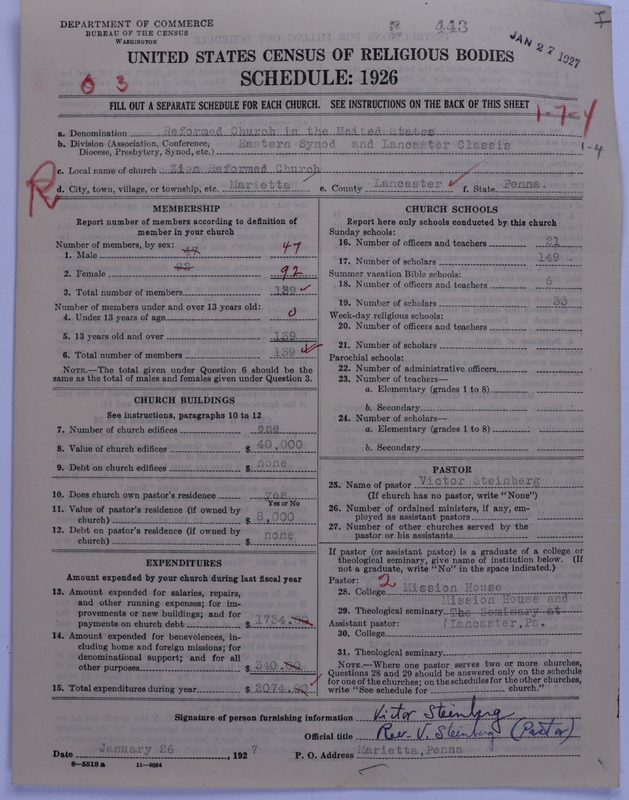 DEPARTMENT OF COMMERCE
BUREAU OF THE CENSUS
WASHINGTON
443
JAN 27 1927
UNITED STATES CENSUS OF RELIGIOUS BODIES
SCHEDULE: 1926
6 3
FILL OUT A SEPARATE SCHEDULE FOR EACH CHURCH. SEE INSTRUCTIONS ON THE BACK OF THIS SHEET
1-7-4
a. Denomination Reformed Church in the United States
b. Division (Association, Conference, Diocese, Presbytery, Synod, etc.) Eastern Synod and Lancaster Classis
1-4
c. Local name of church Zion Reformed Church
R
d. City, town, village, or township, etc. Marietta e. County Lancaster f. State Penna.
MEMBERSHIP
Report number of members according to definition of
member in your church
Number of members, by sex:
1. Male 47 47
2. Female 92 92
3. Total number of members 139
Number of members under and over 13 years old:
4. Under 13 years of age 0
5. 13 years old and over 139
6. Total number of members 139
NOTE.—The total given under Question 6 should be
same as the total of males and females given under Question 3.
CHURCH BUILDINGS
See instructions, paragraphs 10 to 12
7. Number of church edifices one
8. Value of church edifices $ 40,000
9. Debt on church edifices $ none
10. Does church own pastor's residence yes
Yes or No
11. Value of pastor's residence (if owned by
church) $ 8,000
12. Debt on pastor's residence (if owned by
church) $ none
EXPENDITURES
Amount expended by your church during last fiscal year
13. Amount expended for salaries, repairs,
and other running expenses; for im-
provements or new buildings; and for
payments on church debt $ 1734.
14. Amount expended for benevolences, in-
cluding home and foreign missions; for
denominational support; and for all
other purposes $ 340.
15. Total expenditures during year $ 2074.
CHURCH SCHOOLS
Report here only schools conducted by this church
Sunday schools:
16. Number of officers and teachers 21
17. Number of scholars 149
Summer vacation Bible schools:
18. Number of officers and teachers 5
19. Number of scholars 33
Week-day religious schools:
20. Number of officers and teachers
21. Number of scholars
Parochial schools:
22. Number of administrative officers
23. Number of teachers—
a. Elementary (grades 1 to 8)
b. Secondary
24. Number of scholars—
a. Elementary (grades 1 to 8)
b. Secondary
PASTOR
25. Name of pastor Victor Steinberg
(If church has no pastor, write "None")
26. Number of ordained ministers, if any, em-
ployed as assistant pastors
27. Number of other churches served by the
pastor or his assistants
If pastor (or assistant pastor) is a graduate of a college or
theological seminary, give name of institution below. (If
not a graduate, write "No" in the space indicated.)
Pastor: 2
28. College Mission House
Mission House and
29. Theological seminary The Seminary at
Assistant pastor: (Lancaster, Pa.
30. College
31. Theological seminary
NOTE.—Where one pastor serves two or more churches,
Questions 28 and 29 should be answered only on the schedule
for one of the churches; on the schedules for the other churches,
write "See schedule for church."
Signature of person furnishing information Victor Steinberg
Official title Rev. V. Steinberg (Pastor)
Date January 26, 1927 P. O. Address Marietta, Penna
8—5518 a 11—9554